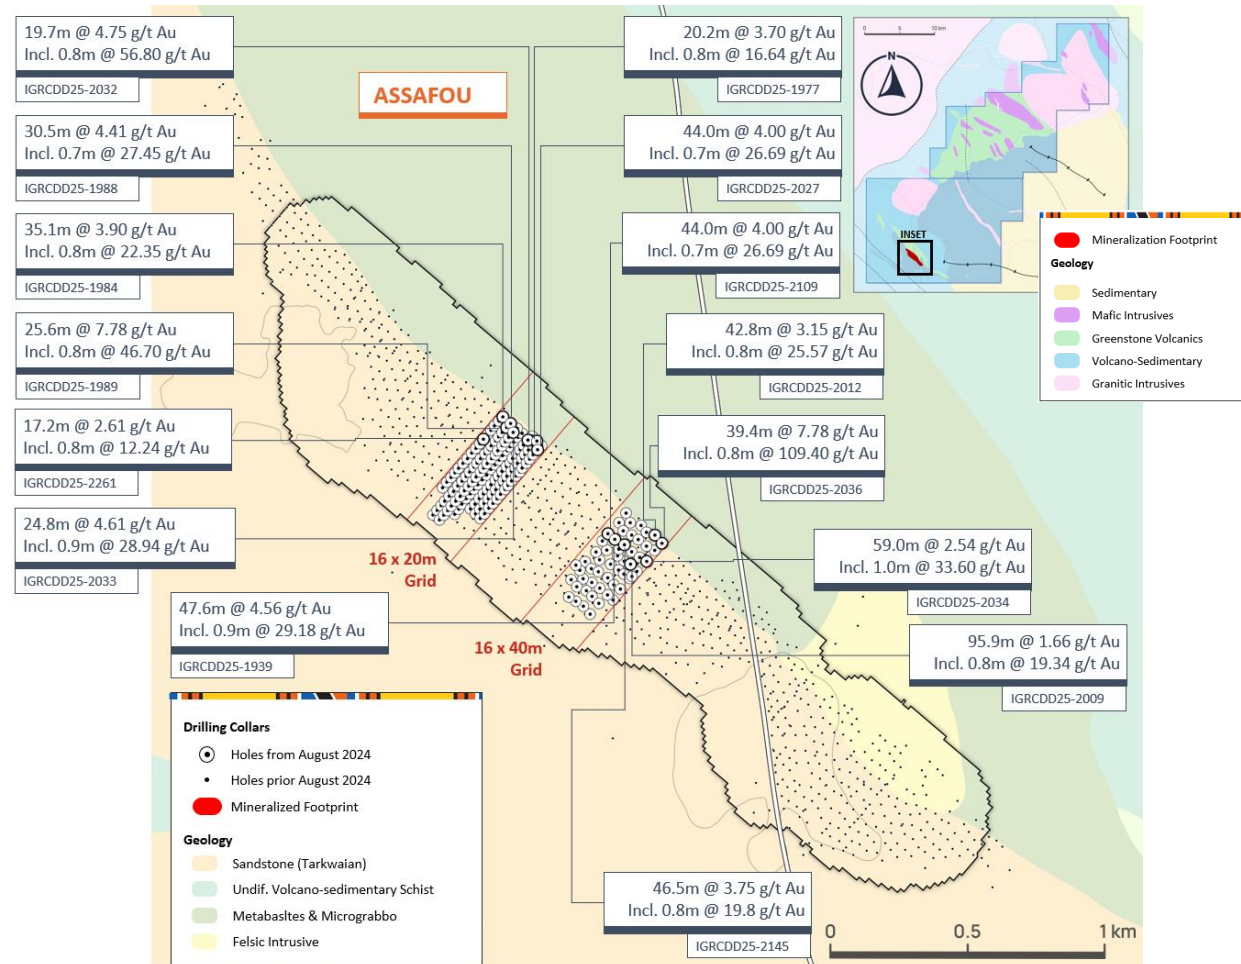 19.7m @ 4.75 g/t Au
Incl. 0.8m @ 56.80 g/t Au
IGRCDD25-2032
30.5m @ 4.41 g/t Au
Incl. 0.7m @ 27.45 g/t Au
IGRCDD25-1988
35.1m @ 3.90 g/t Au
Incl. 0.8m @ 22.35 g/t Au
IGRCDD25-1984
25.6m @ 7.78 g/t Au
Incl. 0.8m @ 46.70 g/t Au
IGRCDD25-1989
17.2m @ 2.61 g/t Au
Incl. 0.8m @ 12.24 g/t Au
IGRCDD25-2261
24.8m @ 4.61 g/t Au
Incl. 0.9m @ 28.94 g/t Au
IGRCDD25-2033
47.6m @ 4.56 g/t Au
Incl. 0.9m @ 29.18 g/t Au
IGRCDD25-1939
ASSAFOU
20.2m @ 3.70 g/t Au
Incl. 0.8m @ 16.64 g/t Au
IGRCDD25-1977
44.0m @ 4.00 g/t Au
Incl. 0.7m @ 26.69 g/t Au
IGRCDD25-2027
44.0m @ 4.00 g/t Au
Incl. 0.7m @ 26.69 g/t Au
IGRCDD25-2109
42.8m @ 3.15 g/t Au
Incl. 0.8m @ 25.57 g/t Au
IGRCDD25-2012
39.4m @ 7.78 g/t Au
Incl. 0.8m @ 109.40 g/t Au
IGRCDD25-2036
59.0m @ 2.54 g/t Au
Incl. 1.0m @ 33.60 g/t Au
IGRCDD25-2034
95.9m @ 1.66 g/t Au
Incl. 0.8m @ 19.34 g/t Au
IGRCDD25-2009
46.5m @ 3.75 g/t Au
Incl. 0.8m @ 19.8 g/t Au
IGRCDD25-2145
16 x 20m
Grid
16 x 40m
Grid
0 5 10 km
N
INSET
Mineralization Footprint
Geology
Sedimentary
Mafic Intrusives
Greenstone Volcanics
Volcano-Sedimentary
Granitic Intrusives
Drilling Collars
Holes from August 2024
Holes prior August 2024
Mineralized Footprint
Geology
Sandstone (Tarkwaian)
Undif. Volcano-sedimentary Schist
Metabasltes & Micrograbbo
Felsic Intrusive
0 0.5 1 km